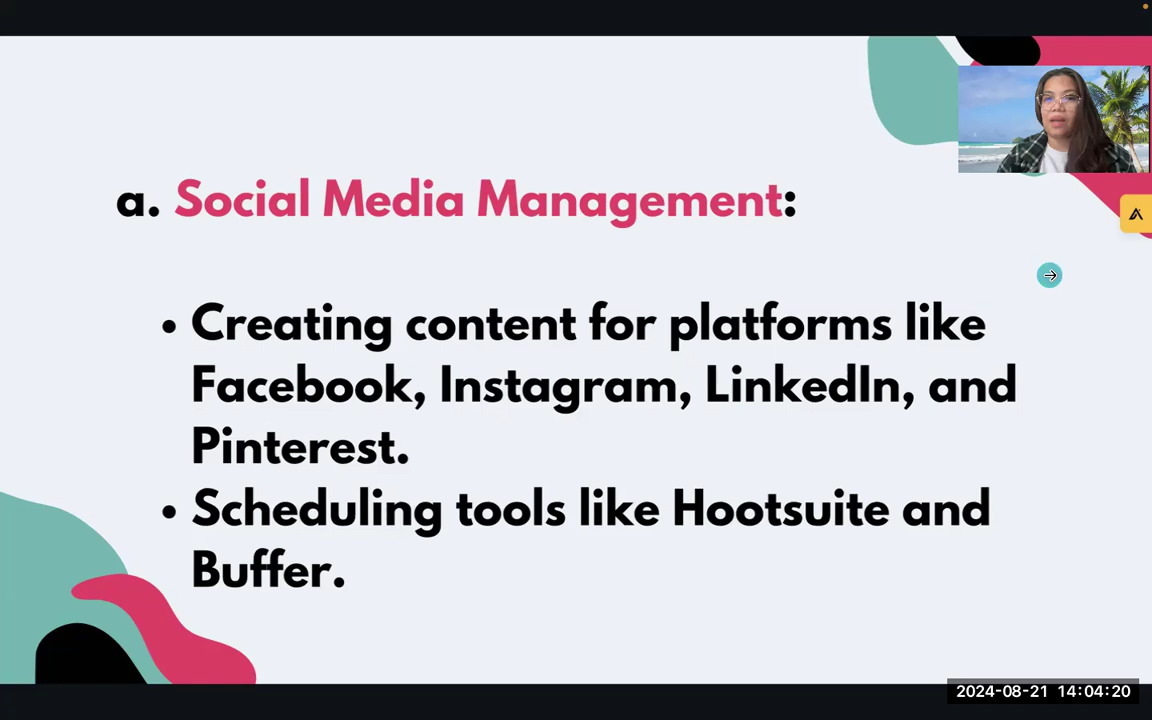 a. Social Media Management:
• Creating content for platforms like
Facebook, Instagram, LinkedIn, and
Pinterest.
• Scheduling tools like Hootsuite and
Buffer.
2024-08-21 14:04:20